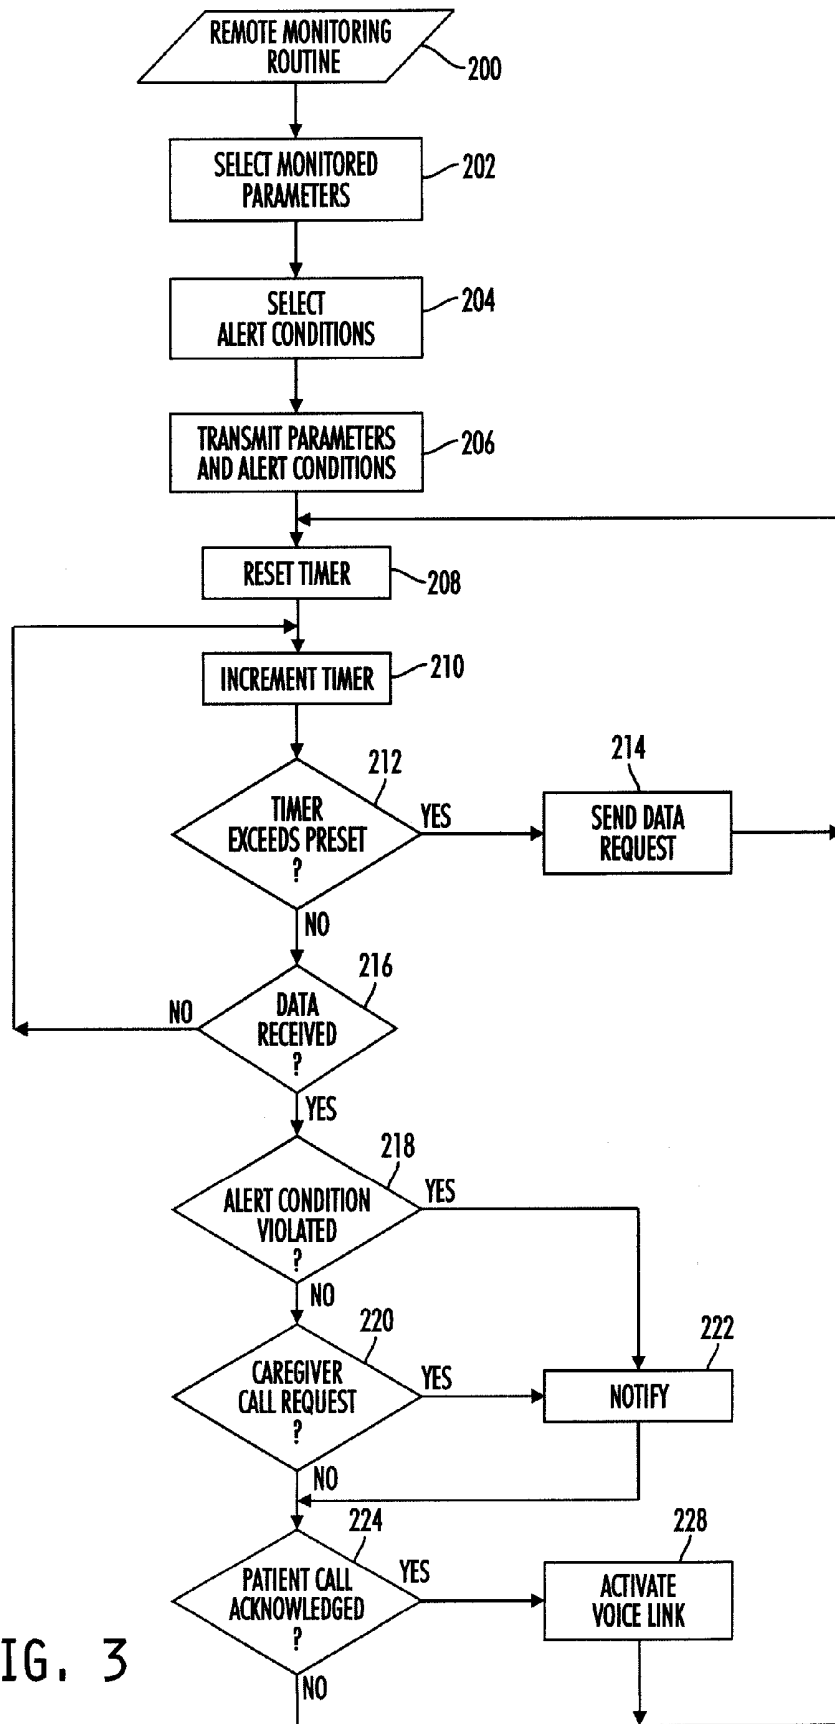 REMOTE MONITORING
ROUTINE
200
SELECT MONITORED
PARAMETERS
202
SELECT
ALERT CONDITIONS
204
TRANSMIT PARAMETERS
AND ALERT CONDITIONS
206
RESET TIMER
208
INCREMENT TIMER
210
212
TIMER
EXCEEDS PRESET
?
YES
214
SEND DATA
REQUEST
NO
216
DATA
RECEIVED
?
NO
YES
218
ALERT CONDITION
VIOLATED
?
YES
NO
220
CAREGIVER
CALL REQUEST
?
YES
222
NOTIFY
NO
224
PATIENT CALL
ACKNOWLEDGED
?
YES
228
ACTIVATE
VOICE LINK
NO
IG. 3